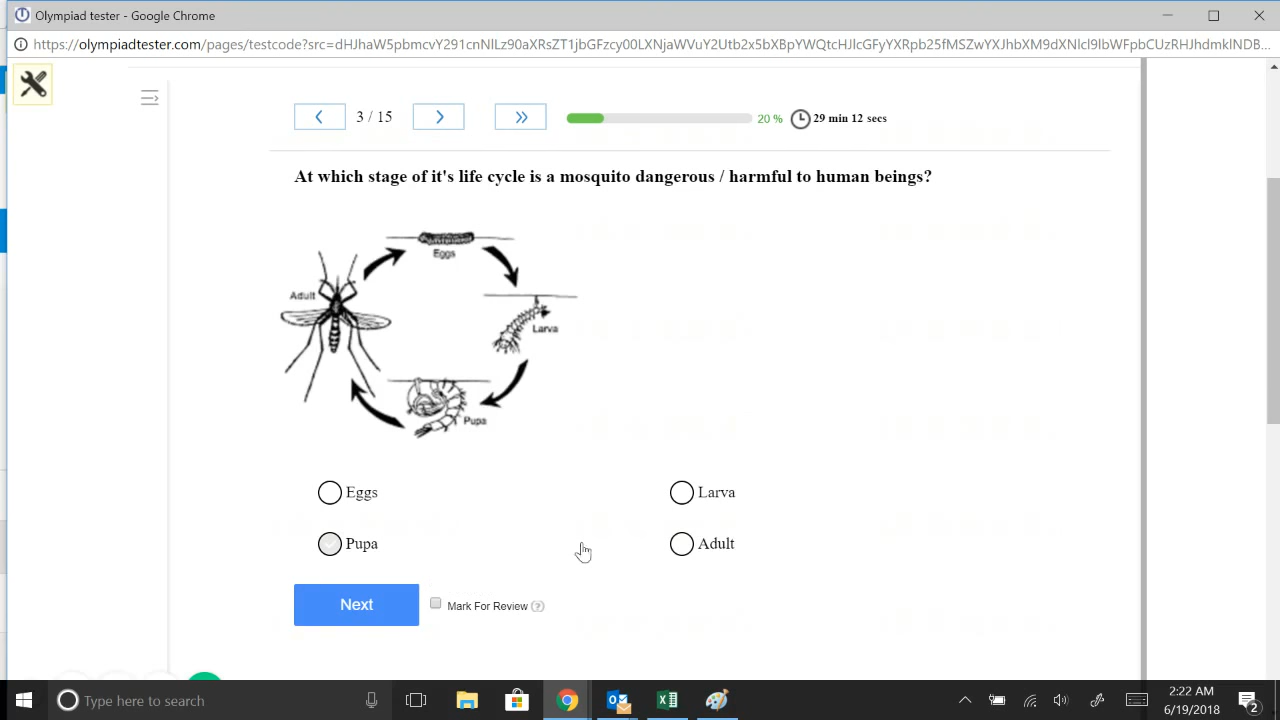 Olympiad tester - Google Chrome
https://olympiadtester.com/pages/testcode?src=dHJhaW5pbmcvY291cnNlLz90aXRsZT1jbGFzcy00LXNjaWVuY2Utb2x5bXBpYWQtcHJlcGFyYXRpb25fMSZwYXJhbXM9dXNlcl9IbWFpbCUzRHJHdmklNDB...
3 / 15
20 %
29 min 12 secs
At which stage of it's life cycle is a mosquito dangerous / harmful to human beings?
Eggs
Adult
Larva
Pupa
Eggs
Larva
Pupa
Adult
Next
Mark For Review (?)
Type here to search
2:22 AM
6/19/2018
2